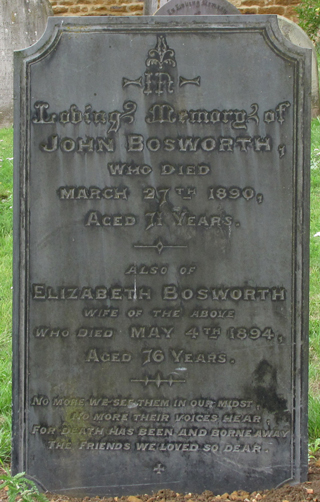 IN
Loving Memory of
JOHN BOSWORTH,
WHO DIED
MARCH 27TH 1890,
AGED 71 YEARS.
ALSO OF
ELIZABETH BOSWORTH
WIFE OF THE ABOVE
WHO DIED MAY 4TH 1894,
AGED 76 YEARS.
NO MORE WE SEE THEM IN OUR MIDST,
NO MORE THEIR VOICES HEAR;
FOR DEATH HAS BEEN AND BORNE AWAY
THE FRIENDS WE LOVED SO DEAR.